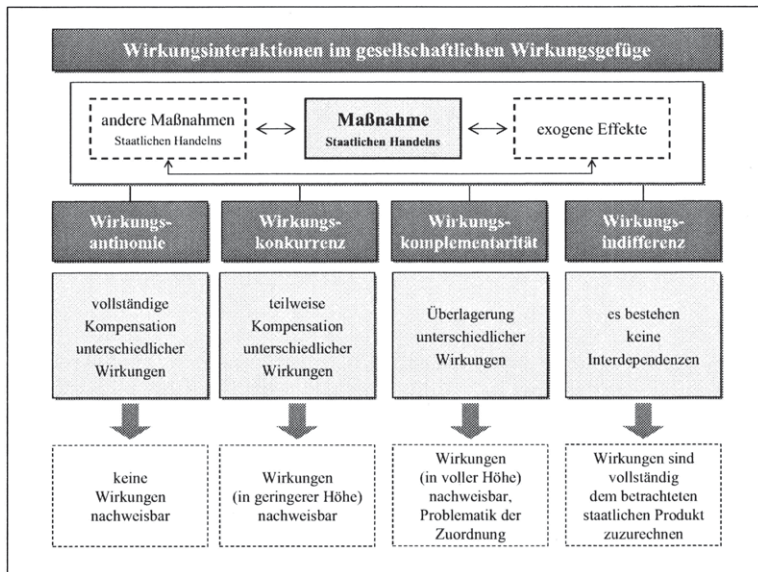 Wirkungsinteraktionen im gesellschaftlichen Wirkungsgefüge
andere Maßnahmen
Staatlichen Handelns
Maßnahme
Staatlichen Handelns
exogene Effekte
Wirkungs-
antinomie
Wirkungs-
konkurrenz
Wirkungs-
komplementarität
Wirkungs-
indifferenz
vollständige
Kompensation
unterschiedlicher
Wirkungen
teilweise
Kompensation
unterschiedlicher
Wirkungen
Überlagerung
unterschiedlicher
Wirkungen
es bestehen
keine
Interdependenzen
keine
Wirkungen
nachweisbar
Wirkungen
(in geringerer Höhe)
nachweisbar
Wirkungen
(in voller Höhe)
nachweisbar,
Problematik der
Zuordnung
Wirkungen sind
vollständig
dem betrachteten
staatlichen Produkt
zuzurechnen